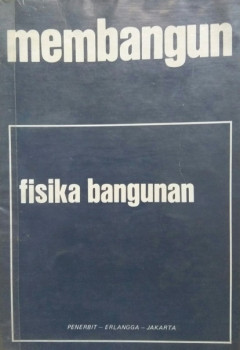 membangun
fisika bangunan
PENERBIT – ERLANGGA – JAKARTA